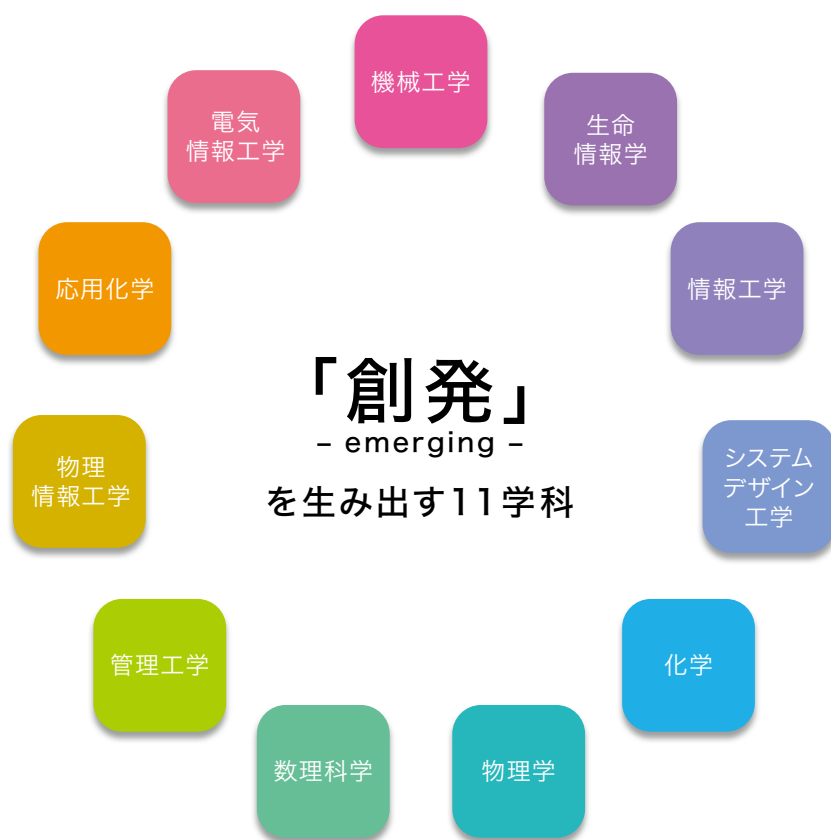 機械工学
生命
情報学
情報工学
システム
デザイン
工学
化学
物理学
数理科学
管理工学
物理
情報工学
応用化学
電気
情報工学
「創発」
– emerging –
を生み出す11学科